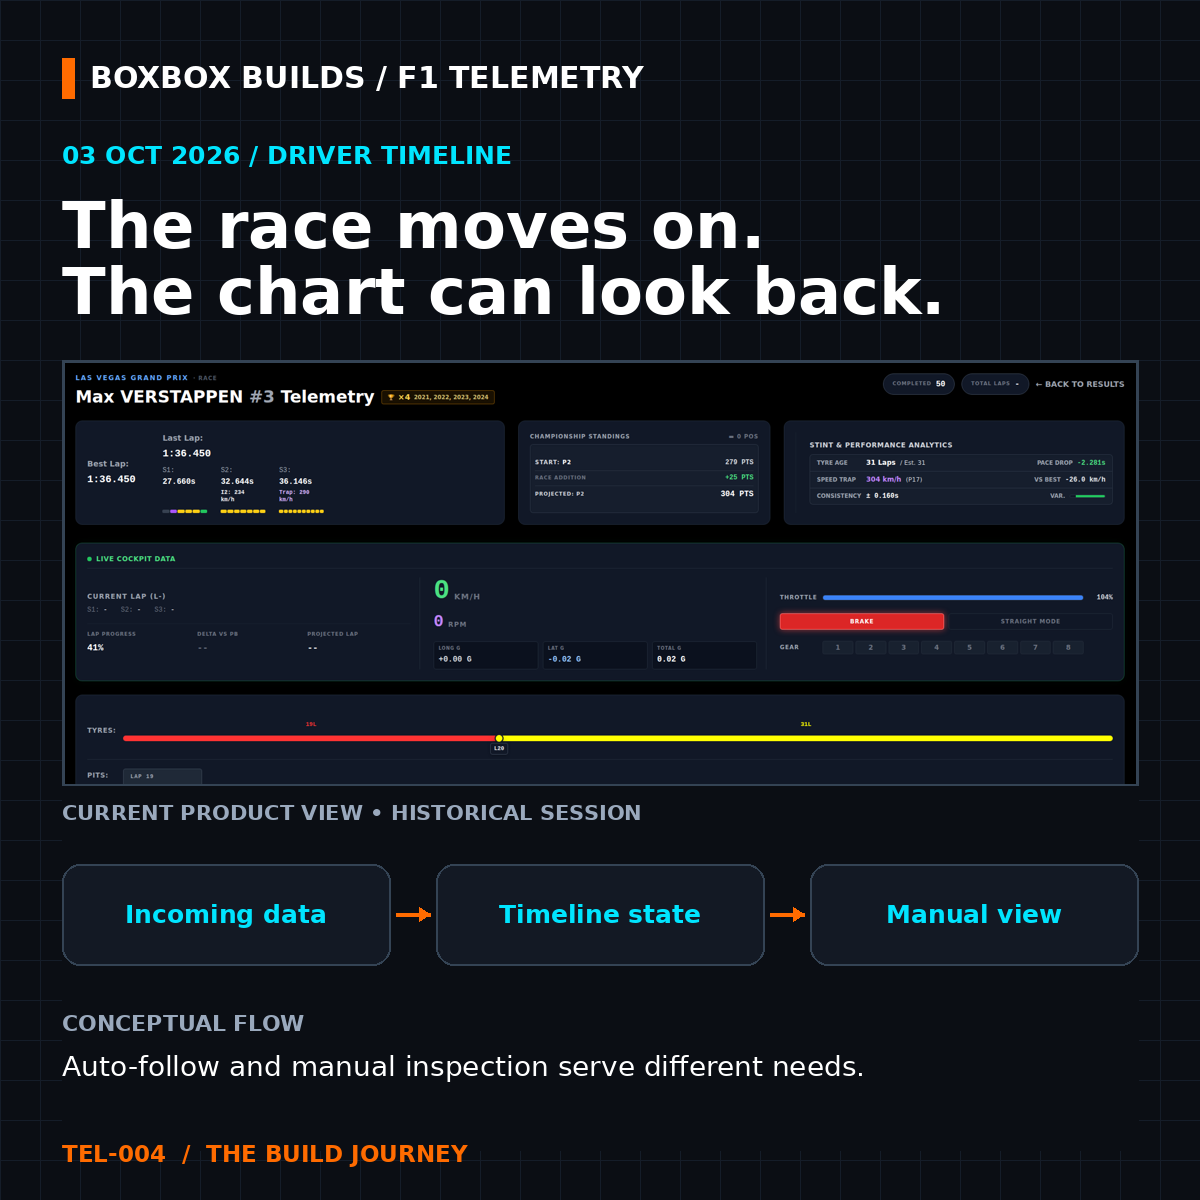 BOXBOX BUILDS / F1 TELEMETRY
03 OCT 2026 / DRIVER TIMELINE
The race moves on.
The chart can look back.
LAS VEGAS GRAND PRIX · RACE
COMPLETED 50
TOTAL LAPS -
← BACK TO RESULTS
Max VERSTAPPEN #3 Telemetry
🏆 ×4 2021, 2022, 2023, 2024
Best Lap:
1:36.450
Last Lap:
1:36.450
S1: S2: S3:
27.660s 32.644s 36.146s
I2: 234 km/h
Trap: 290 km/h
CHAMPIONSHIP STANDINGS = 0 POS
START: P2 279 PTS
RACE ADDITION +25 PTS
PROJECTED: P2 304 PTS
STINT & PERFORMANCE ANALYTICS
TYRE AGE 31 Laps / Est. 31 PACE DROP -2.281s
SPEED TRAP 304 km/h (P17) VS BEST -26.0 km/h
CONSISTENCY ± 0.160s VAR.
LIVE COCKPIT DATA
CURRENT LAP (L-)
S1: - S2: - S3: -
LAP PROGRESS DELTA VS PB PROJECTED LAP
41% -- --
0 KM/H
0 RPM
LONG G LAT G TOTAL G
+0.00 G -0.02 G 0.02 G
THROTTLE 104%
BRAKE STRAIGHT MODE
GEAR 1 2 3 4 5 6 7 8
TYRES: 19L 31L
L20
PITS: LAP 19
CURRENT PRODUCT VIEW • HISTORICAL SESSION
Incoming data
Timeline state
Manual view
CONCEPTUAL FLOW
Auto-follow and manual inspection serve different needs.
TEL-004 / THE BUILD JOURNEY